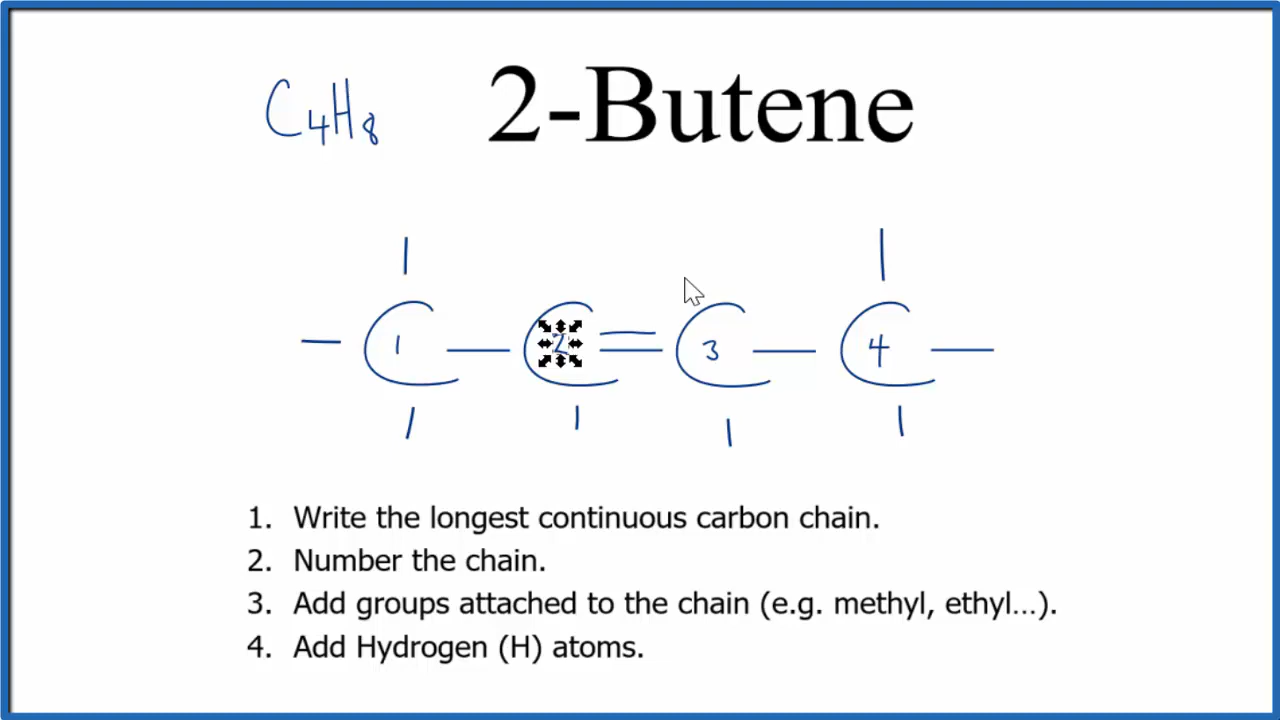 C4H8 2-Butene
C C C C
1 2 3 4
1. Write the longest continuous carbon chain.
2. Number the chain.
3. Add groups attached to the chain (e.g. methyl, ethyl...).
4. Add Hydrogen (H) atoms.